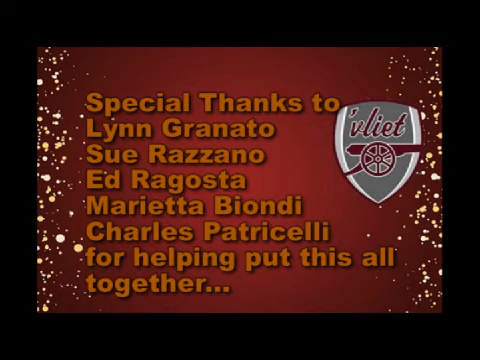 Special Thanks to
'vliet
Lynn Granato
Sue Razzano
Ed Ragosta
Marietta Biondi
Charles Patricelli
for helping put this all
together...